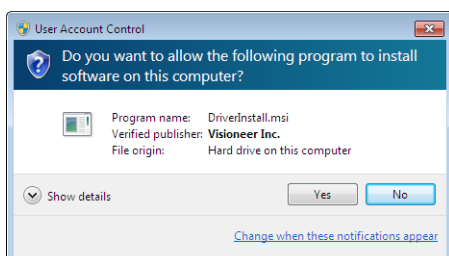 User Account Control
Do you want to allow the following program to install
software on this computer?
Program name: DriverInstall.msi
Verified publisher: Visioneer Inc.
File origin: Hard drive on this computer
Show details
Yes No
Change when these notifications appear